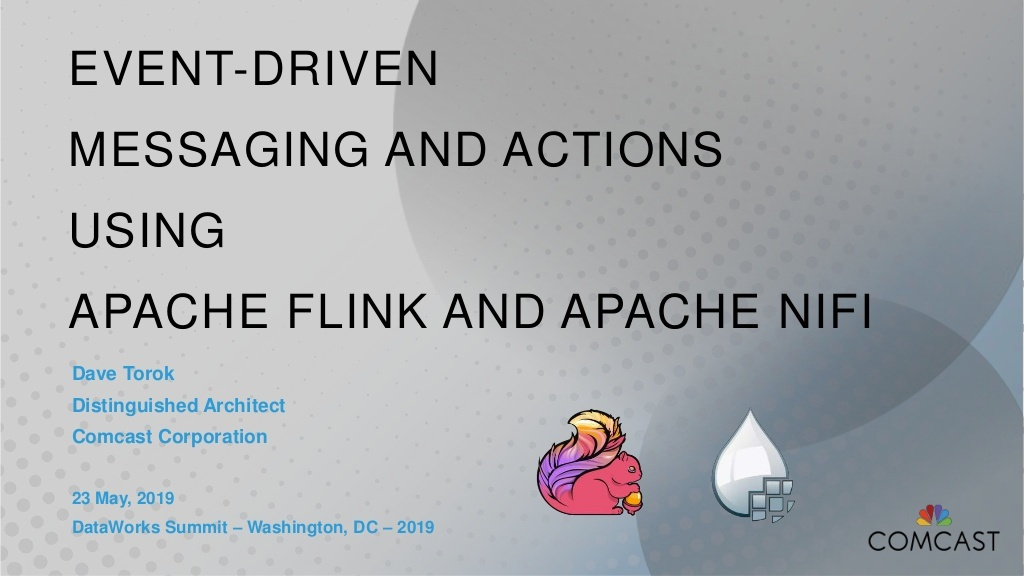 EVENT-DRIVEN
MESSAGING AND ACTIONS
USING
APACHE FLINK AND APACHE NIFI
Dave Torok
Distinguished Architect
Comcast Corporation
23 May, 2019
DataWorks Summit – Washington, DC – 2019
COMCAST